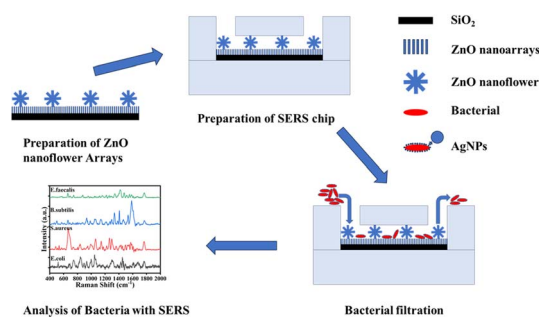 SiO2
ZnO nanoarrays
ZnO nanoflower
Bacterial
AgNPs
Preparation of ZnO
nanoflower Arrays
Preparation of SERS chip
Bacterial filtration
Intensity (a.u.)
E.faecalis
B.subtilis
S.aureus
E.coli
400 600 800 1000 1200 1400 1600 1800 2000
Raman Shift (cm⁻¹)
Analysis of Bacteria with SERS